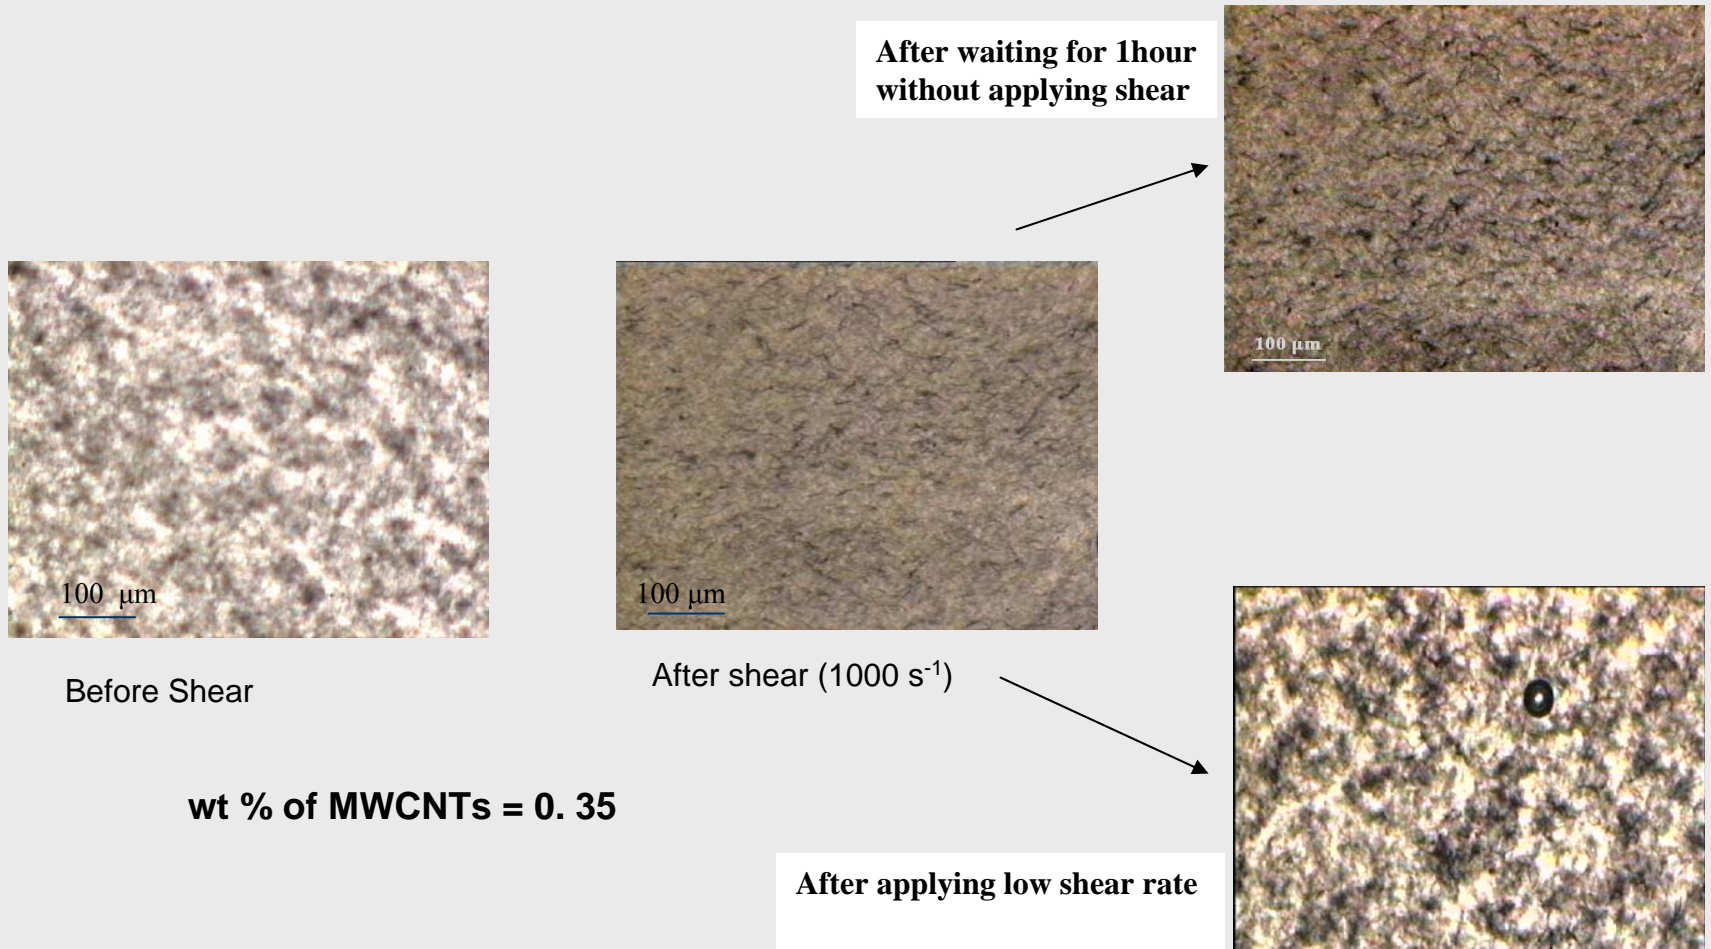 After waiting for 1hour
without applying shear
100 μm
100 μm
100 μm
Before Shear
After shear (1000 s⁻¹)
wt % of MWCNTs = 0. 35
After applying low shear rate